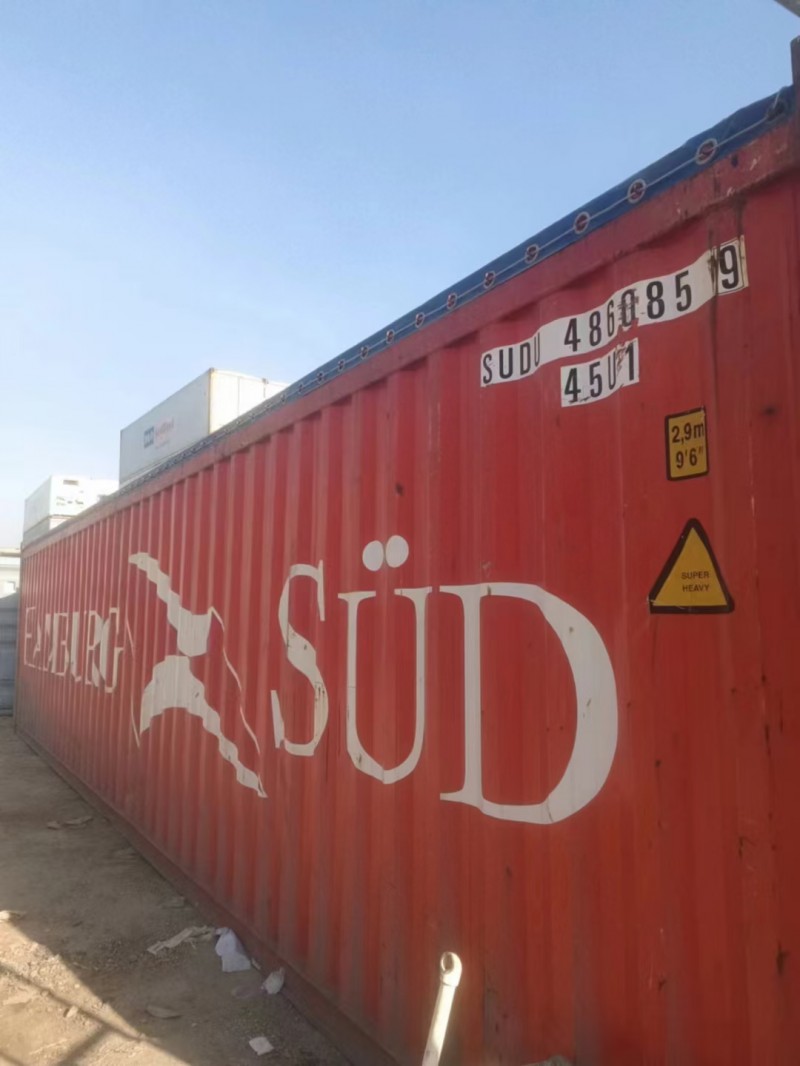 SUDU 486085 9
45U1
2,9m
9'6"
SUPER
HEAVY
HAMBURG SÜD